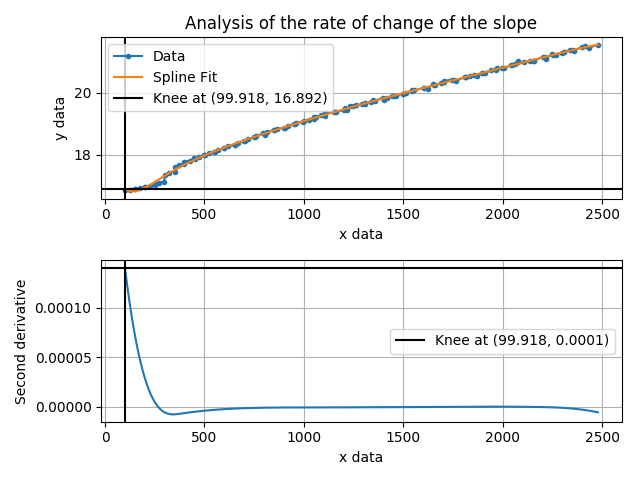 Analysis of the rate of change of the slope
Data
Spline Fit
Knee at (99.918, 16.892)
y data
20
18
0
500
1000
1500
2000
2500
x data
Second derivative
0.00010
0.00005
0.00000
Knee at (99.918, 0.0001)
0
500
1000
1500
2000
2500
x data